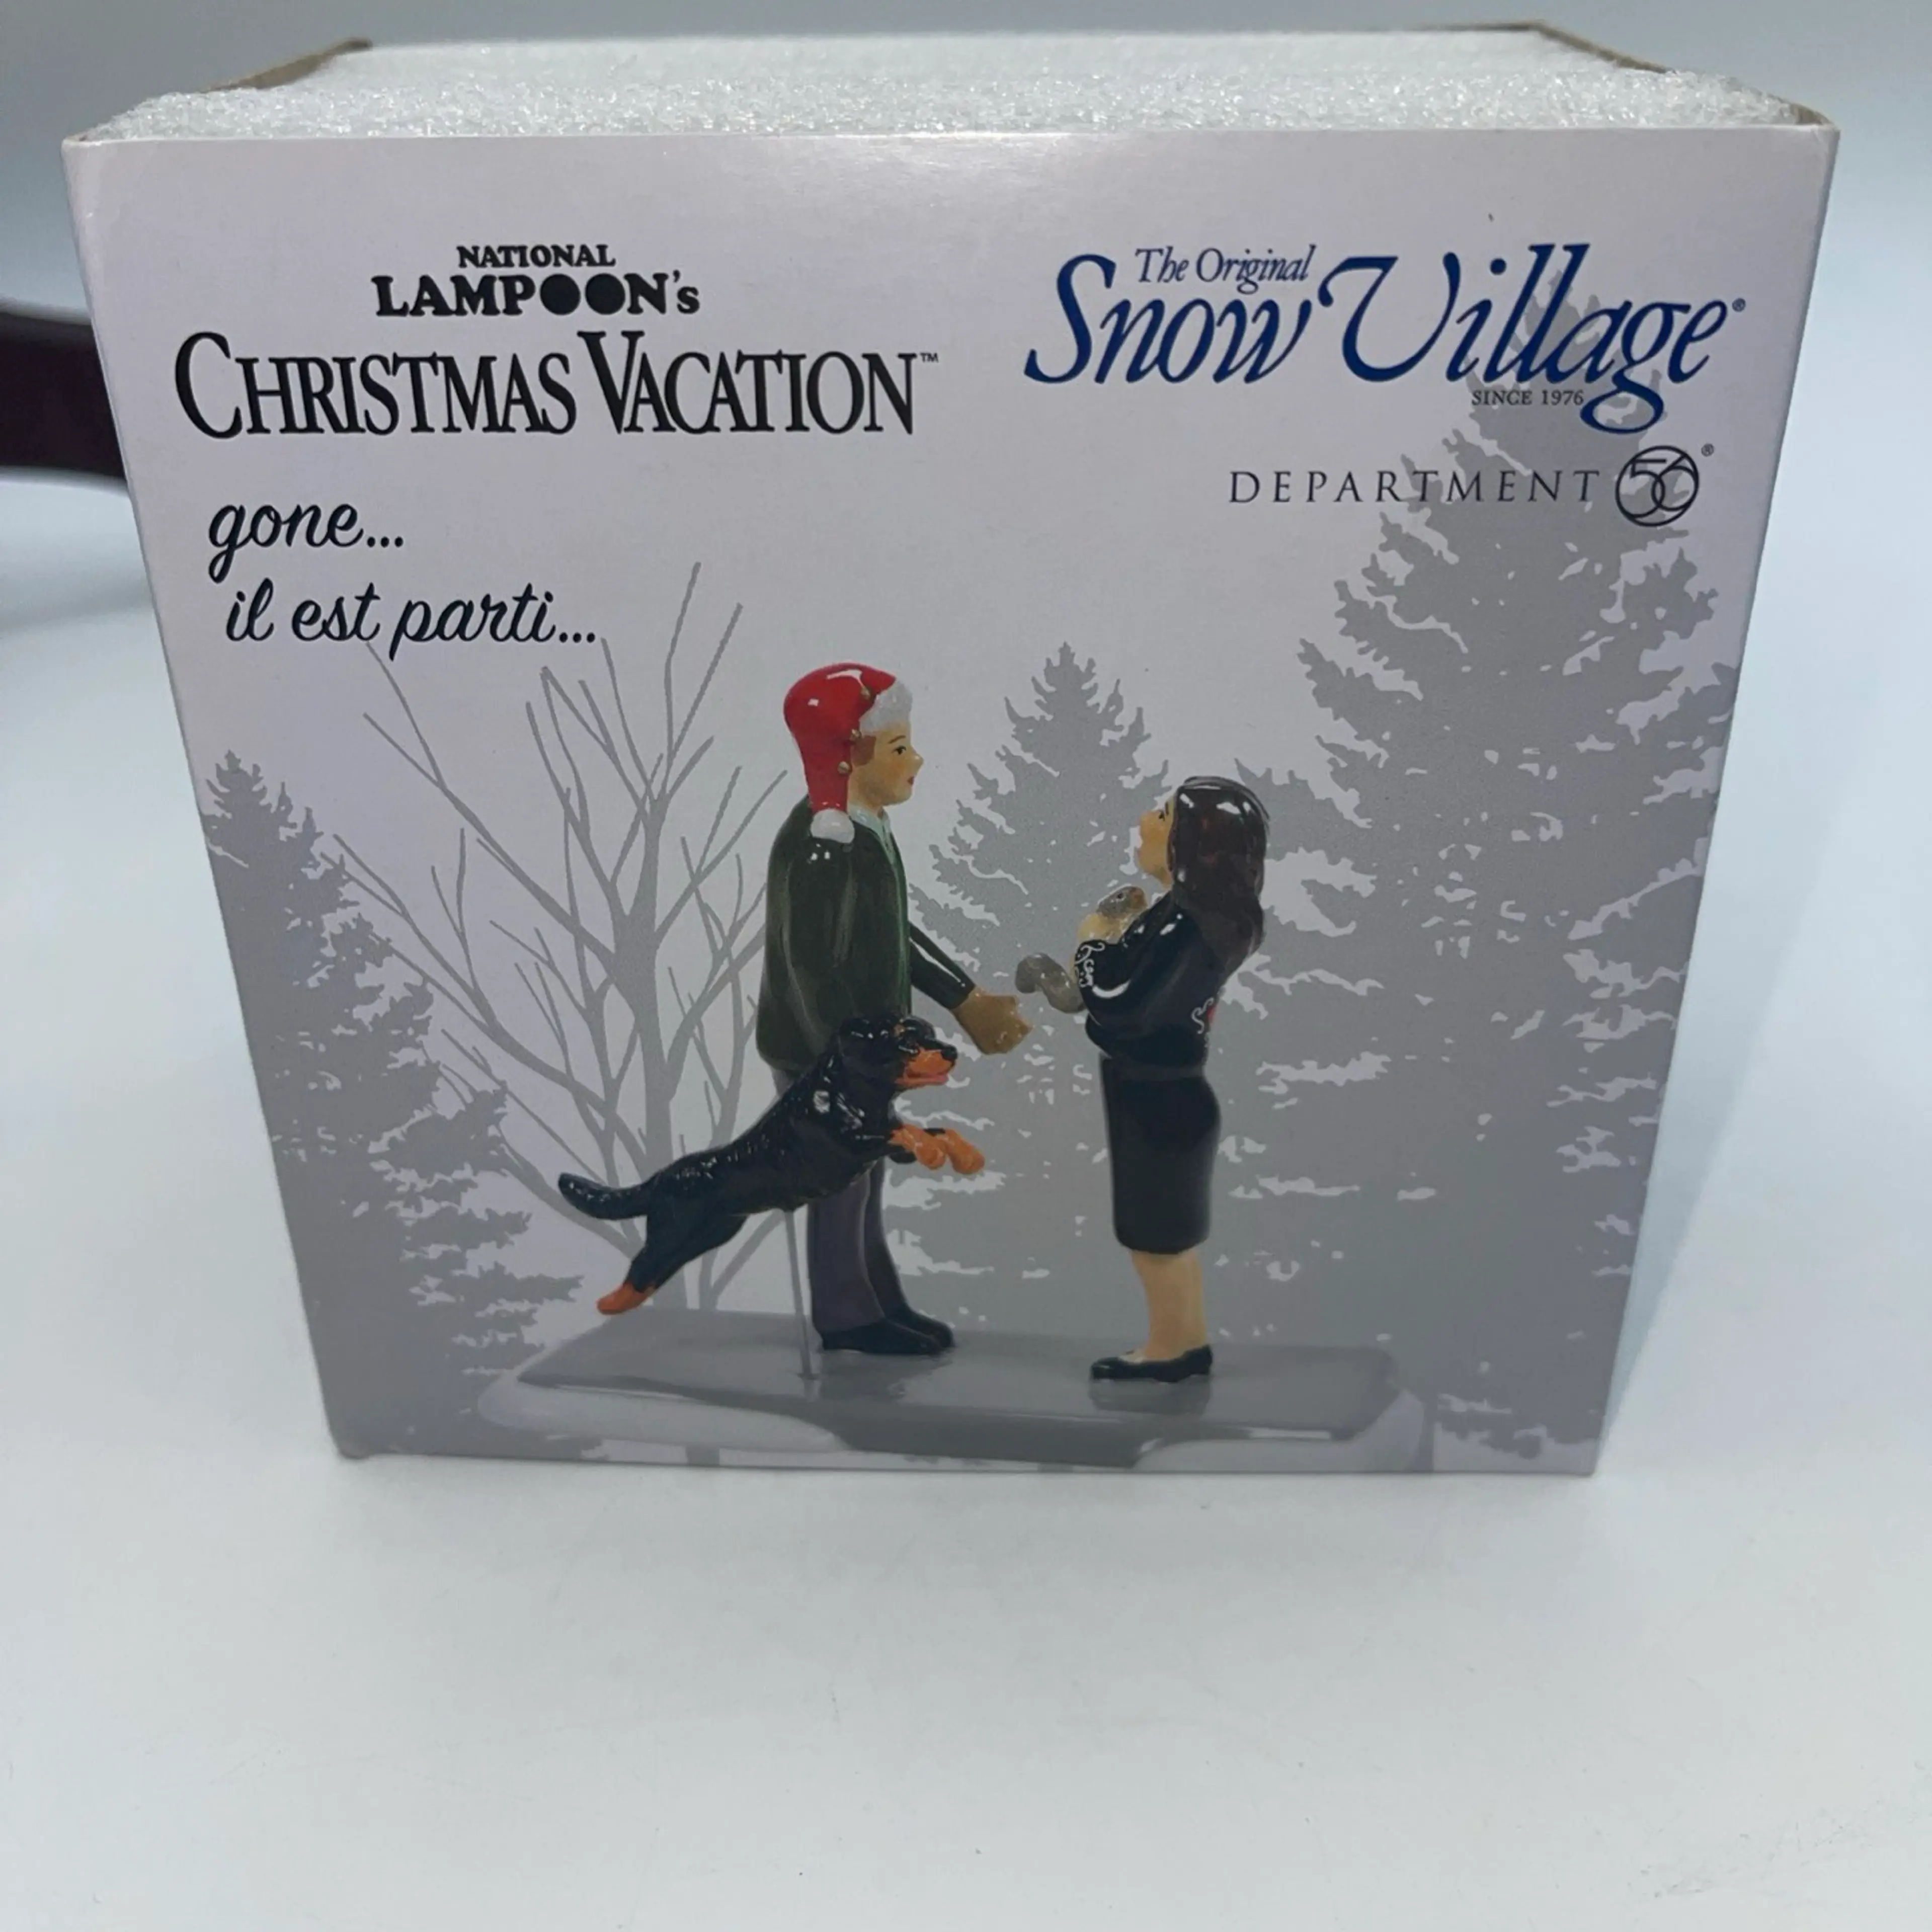 NATIONAL
LAMPOON's
CHRISTMAS VACATION™
gone...
il est parti...
The Original
Snow Village®
SINCE 1976
DEPARTMENT 56®